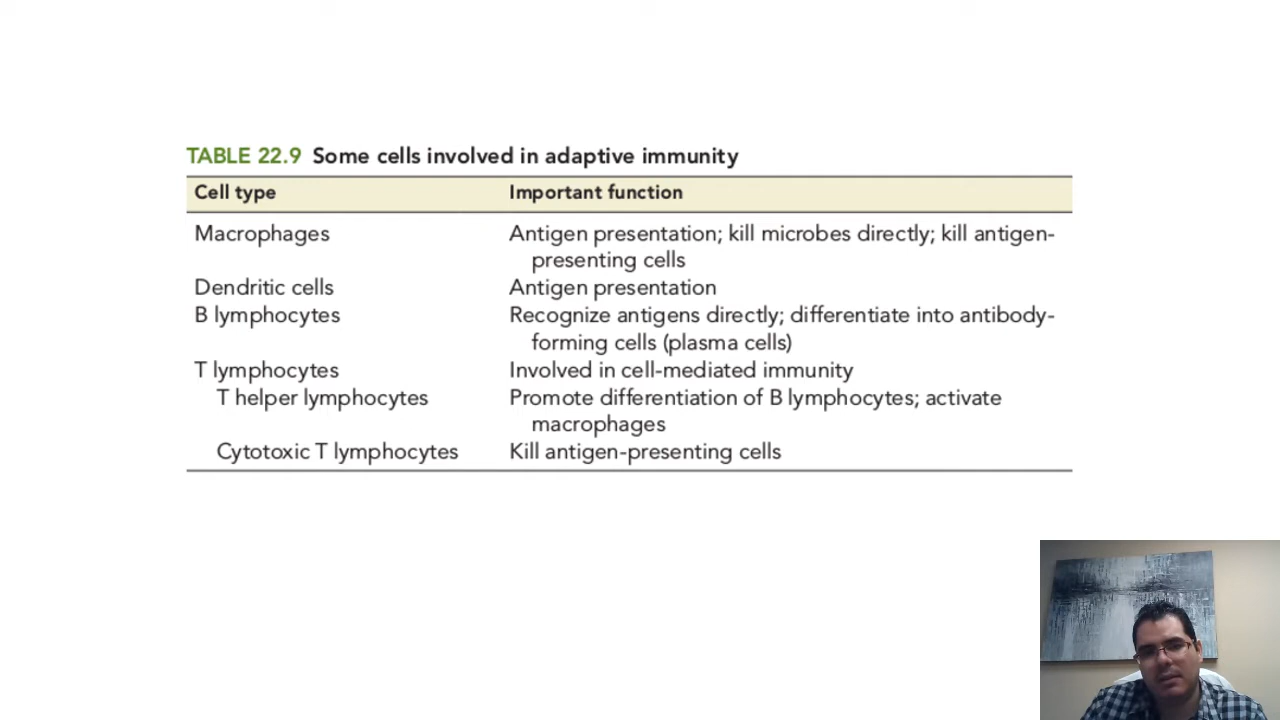 TABLE 22.9 Some cells involved in adaptive immunity
Cell type Important function
Macrophages Antigen presentation; kill microbes directly; kill antigen-
presenting cells
Dendritic cells Antigen presentation
B lymphocytes Recognize antigens directly; differentiate into antibody-
forming cells (plasma cells)
T lymphocytes Involved in cell-mediated immunity
T helper lymphocytes Promote differentiation of B lymphocytes; activate
macrophages
Cytotoxic T lymphocytes Kill antigen-presenting cells